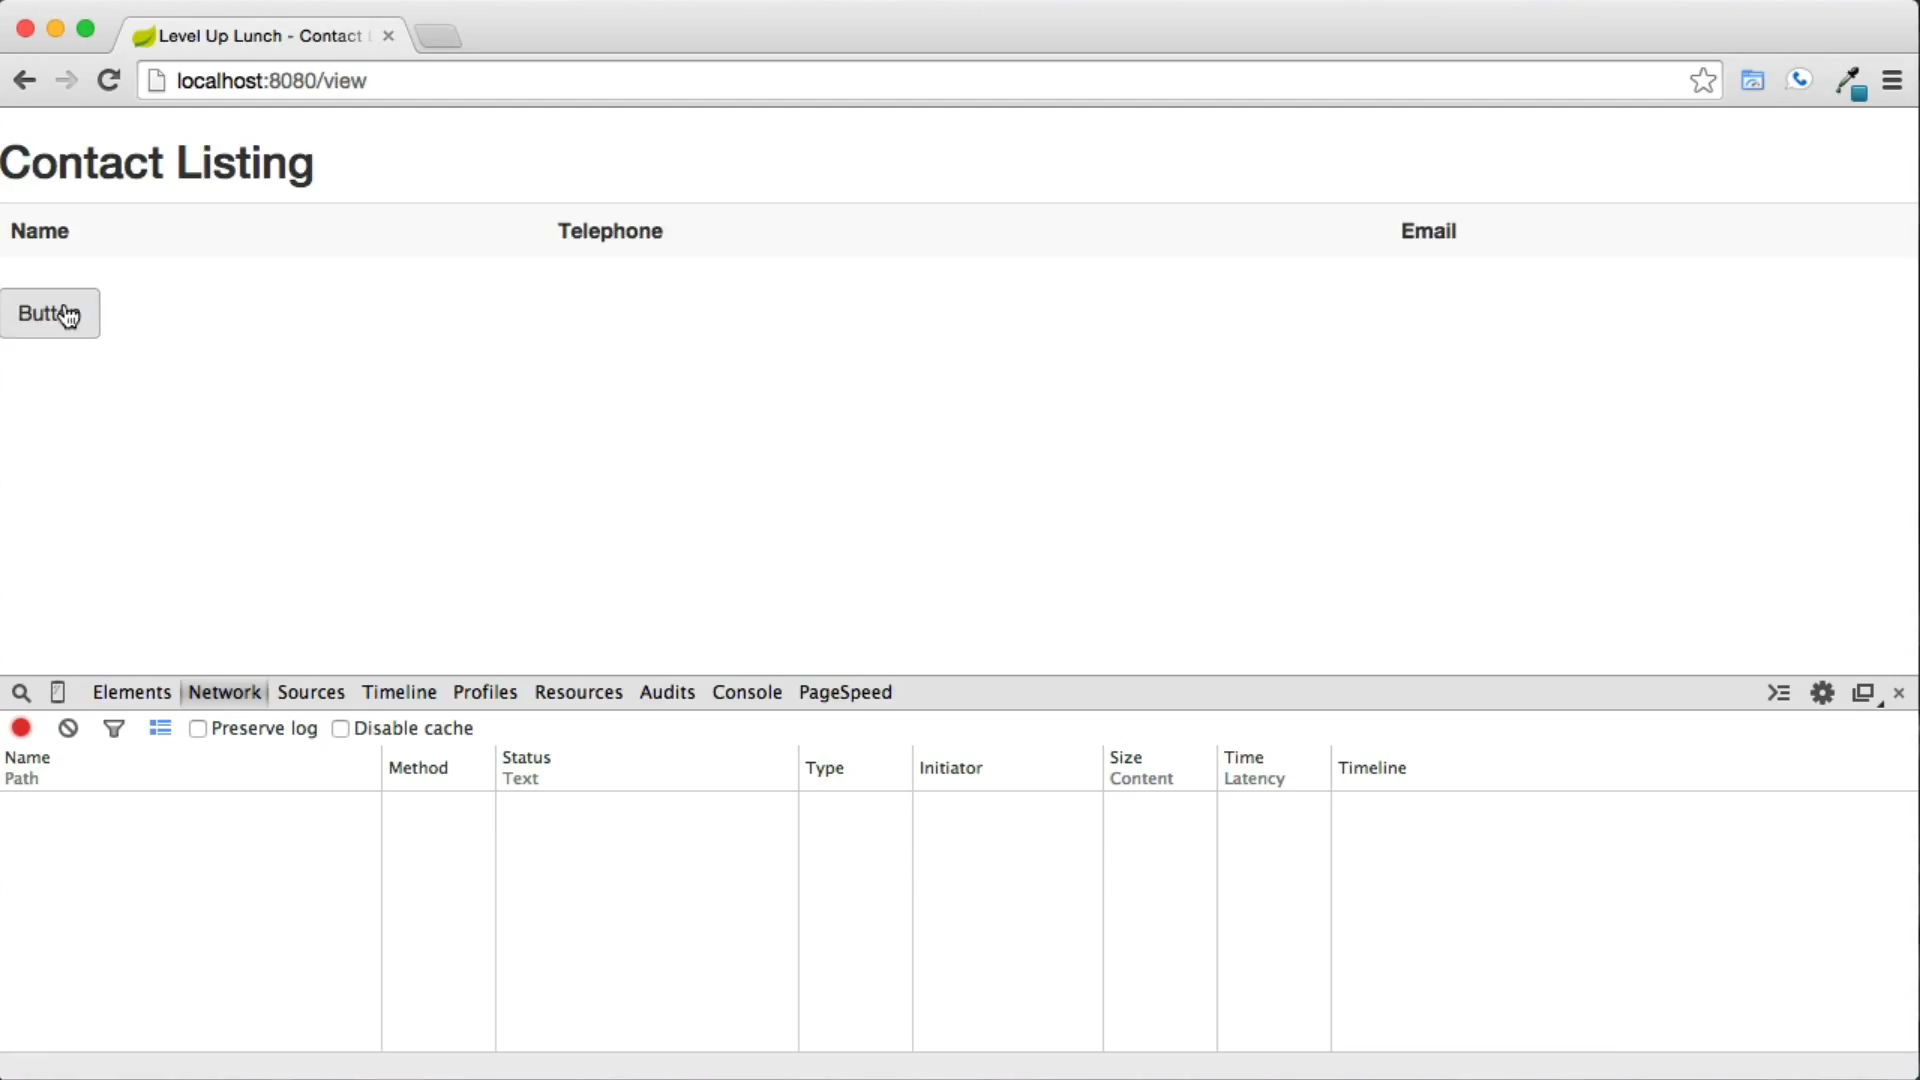 Level Up Lunch - Contact
localhost:8080/view
Contact Listing
Name Telephone Email
Elements Network Sources Timeline Profiles Resources Audits Console PageSpeed
Preserve log Disable cache
Name Method Status Type Initiator Size Time Timeline
Path Text Content Latency